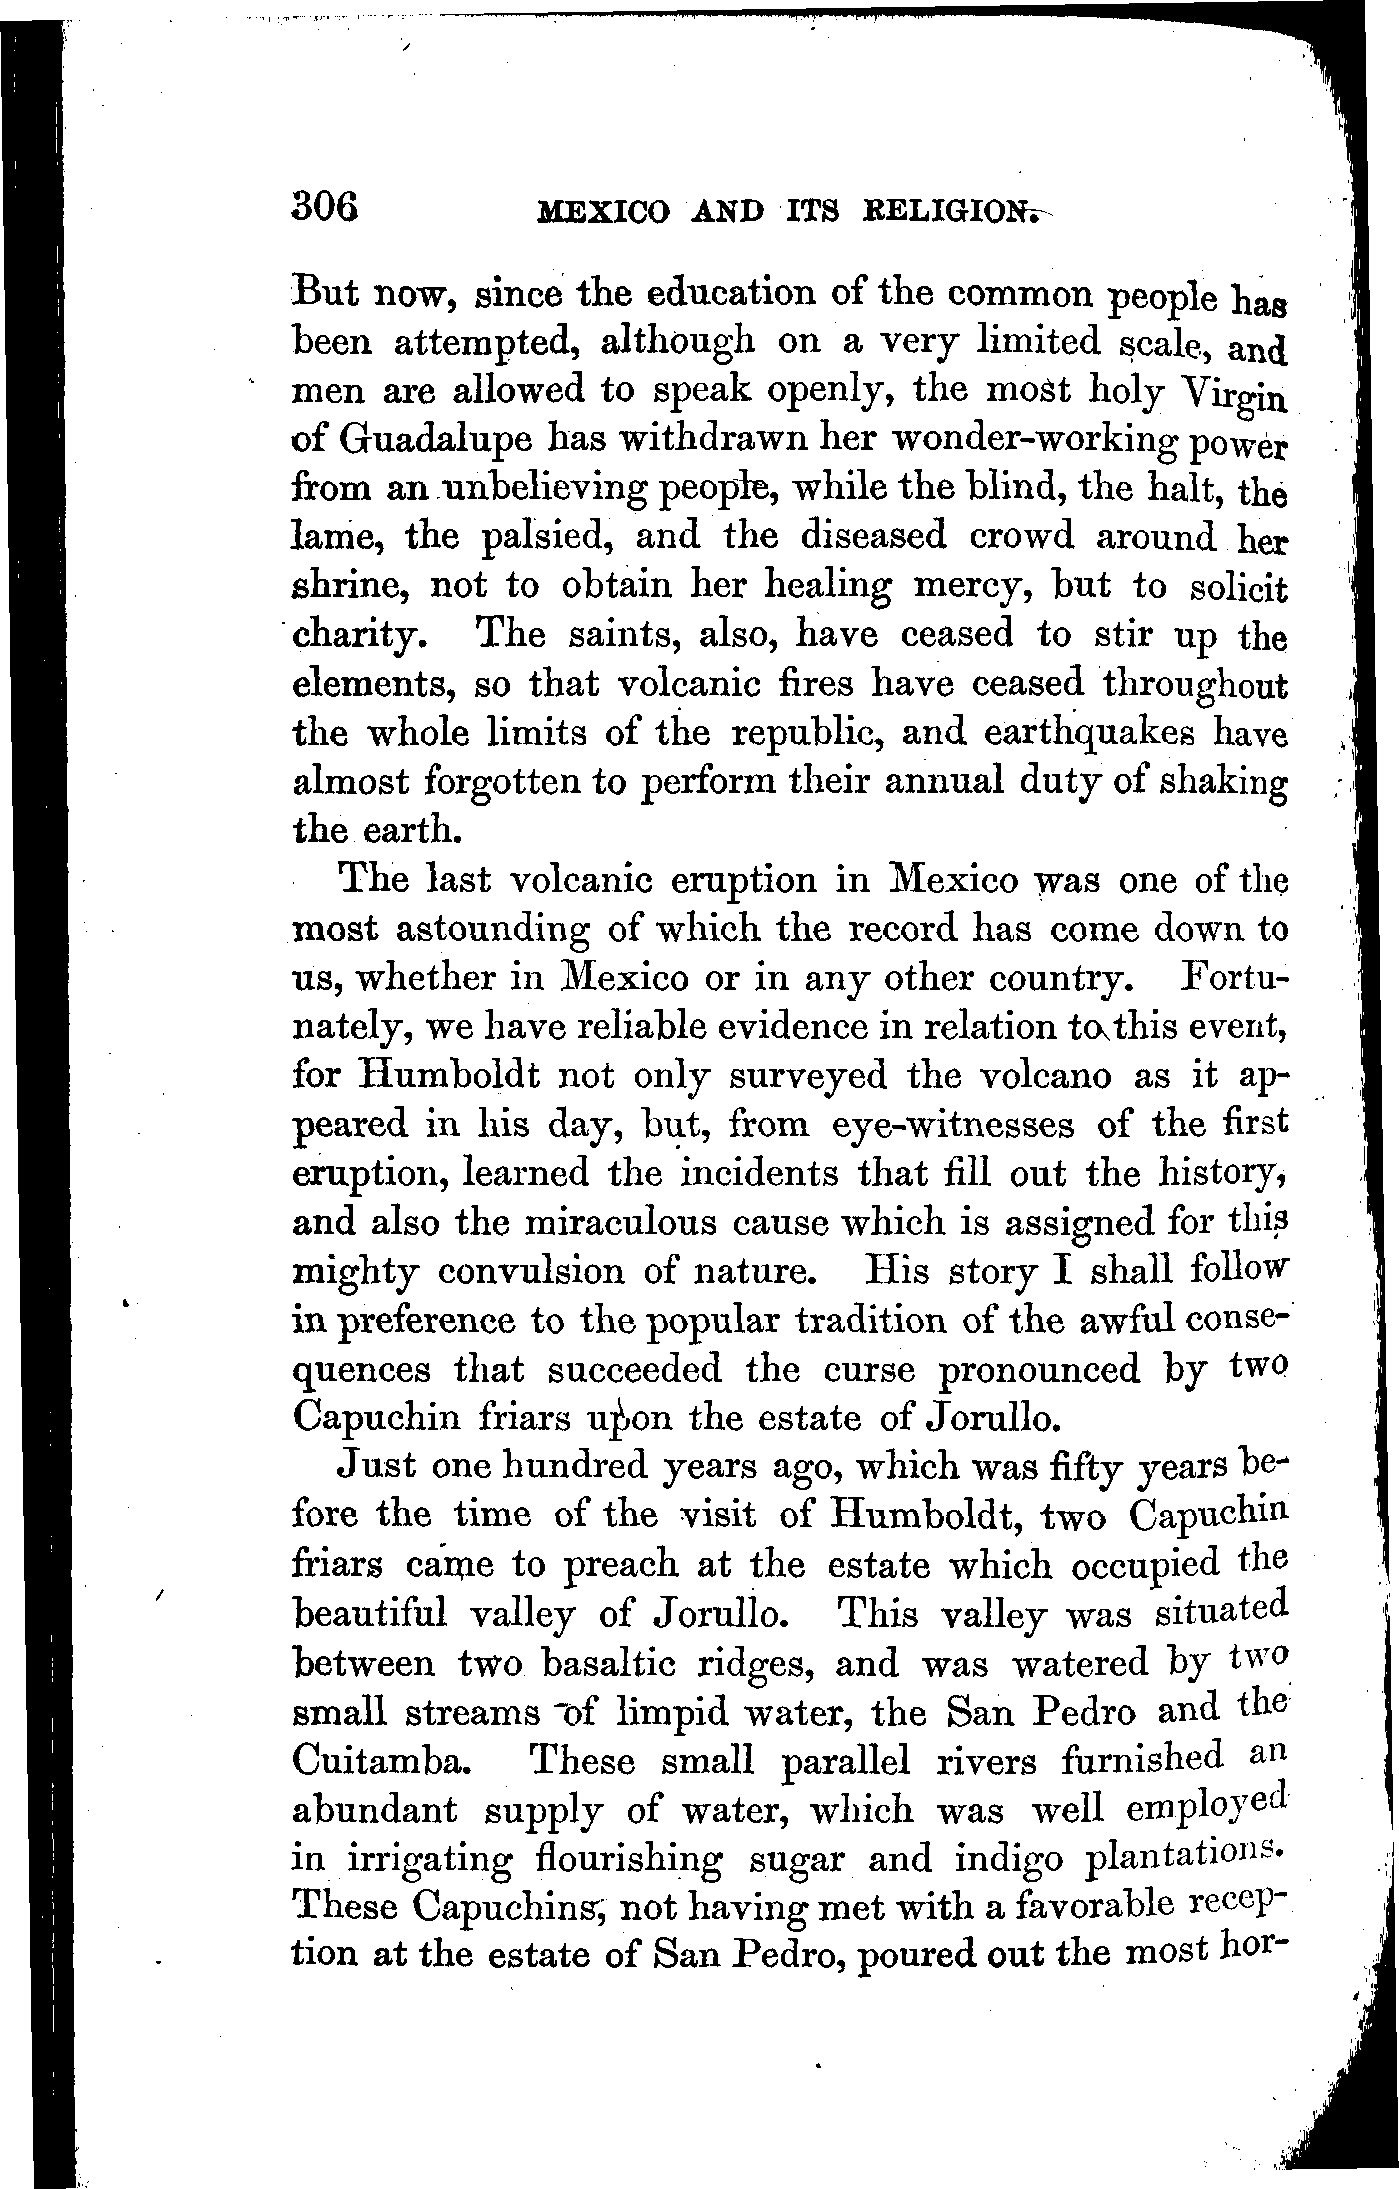 306 MEXICO AND ITS RELIGION.
But now, since the education of the common people has
been attempted, although on a very limited scale, and
men are allowed to speak openly, the most holy Virgin
of Guadalupe has withdrawn her wonder-working power
from an unbelieving people, while the blind, the halt, the
lame, the palsied, and the diseased crowd around her
shrine, not to obtain her healing mercy, but to solicit
charity. The saints, also, have ceased to stir up the
elements, so that volcanic fires have ceased throughout
the whole limits of the republic, and earthquakes have
almost forgotten to perform their annual duty of shaking
the earth.
The last volcanic eruption in Mexico was one of the
most astounding of which the record has come down to
us, whether in Mexico or in any other country. Fortu-
nately, we have reliable evidence in relation to this event,
for Humboldt not only surveyed the volcano as it ap-
peared in his day, but, from eye-witnesses of the first
eruption, learned the incidents that fill out the history,
and also the miraculous cause which is assigned for this
mighty convulsion of nature. His story I shall follow
in preference to the popular tradition of the awful conse-
quences that succeeded the curse pronounced by two
Capuchin friars upon the estate of Jorullo.
Just one hundred years ago, which was fifty years be-
fore the time of the visit of Humboldt, two Capuchin
friars came to preach at the estate which occupied the
beautiful valley of Jorullo. This valley was situated
between two basaltic ridges, and was watered by two
small streams of limpid water, the San Pedro and the
Cuitamba. These small parallel rivers furnished an
abundant supply of water, which was well employed
in irrigating flourishing sugar and indigo plantations.
These Capuchins, not having met with a favorable recep-
tion at the estate of San Pedro, poured out the most hor-